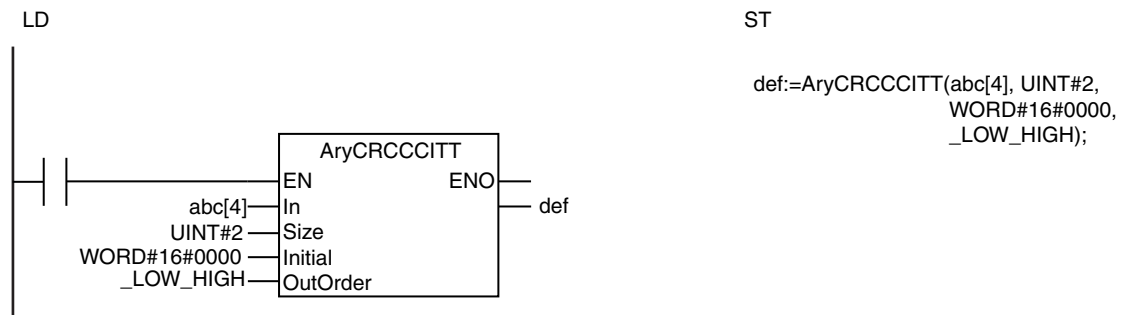 LD
AryCRCCCITT
EN ENO
abc[4] In def
UINT#2 Size
WORD#16#0000 Initial
_LOW_HIGH OutOrder
ST
def:=AryCRCCCITT(abc[4], UINT#2,
WORD#16#0000,
_LOW_HIGH);